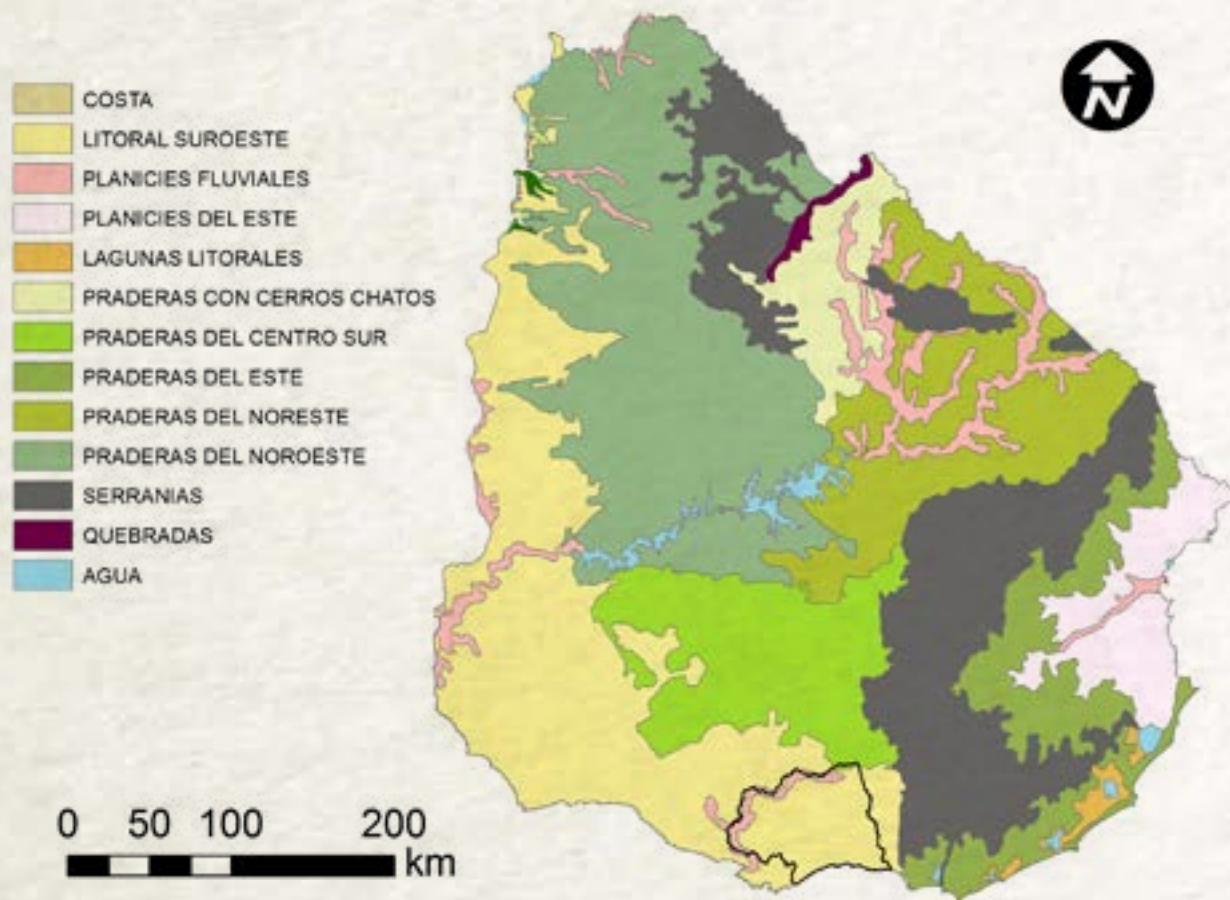 N
COSTA
LITORAL SUROESTE
PLANICIES FLUVIALES
PLANICIES DEL ESTE
LAGUNAS LITORALES
PRADERAS CON CERROS CHATOS
PRADERAS DEL CENTRO SUR
PRADERAS DEL ESTE
PRADERAS DEL NORESTE
PRADERAS DEL NOROESTE
SERRANIAS
QUEBRADAS
AGUA
0 50 100 200
km